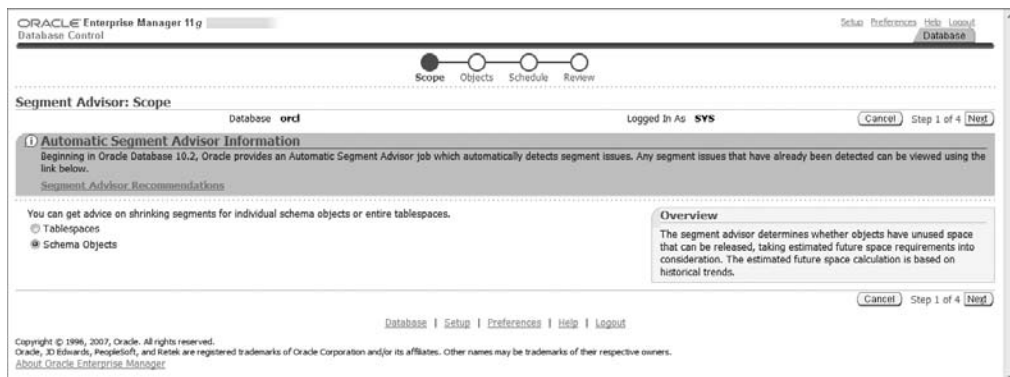 ORACLE Enterprise Manager 11g
Database Control
Setup Preferences Help Logout
Database
Scope Objects Schedule Review
Segment Advisor: Scope
Database orcl
Logged In As SYS
Cancel Step 1 of 4 Next
Automatic Segment Advisor Information
Beginning in Oracle Database 10.2, Oracle provides an Automatic Segment Advisor job which automatically detects segment issues. Any segment issues that have already been detected can be viewed using the
link below.
Segment Advisor Recommendations
You can get advice on shrinking segments for individual schema objects or entire tablespaces.
Tablespaces
Schema Objects
Overview
The segment advisor determines whether objects have unused space
that can be released, taking estimated future space requirements into
consideration. The estimated future space calculation is based on
historical trends.
Cancel Step 1 of 4 Next
Database | Setup | Preferences | Help | Logout
Copyright © 1996, 2007, Oracle. All rights reserved.
Oracle, JD Edwards, PeopleSoft, and Retek are registered trademarks of Oracle Corporation and/or its affiliates. Other names may be trademarks of their respective owners.
About Oracle Enterprise Manager